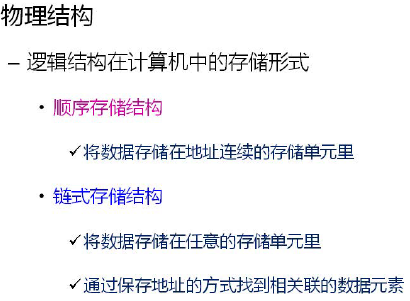 物理结构
– 逻辑结构在计算机中的存储形式
• 顺序存储结构
✓将数据存储在地址连续的存储单元里
• 链式存储结构
✓将数据存储在任意的存储单元里
✓通过保存地址的方式找到相关联的数据元素